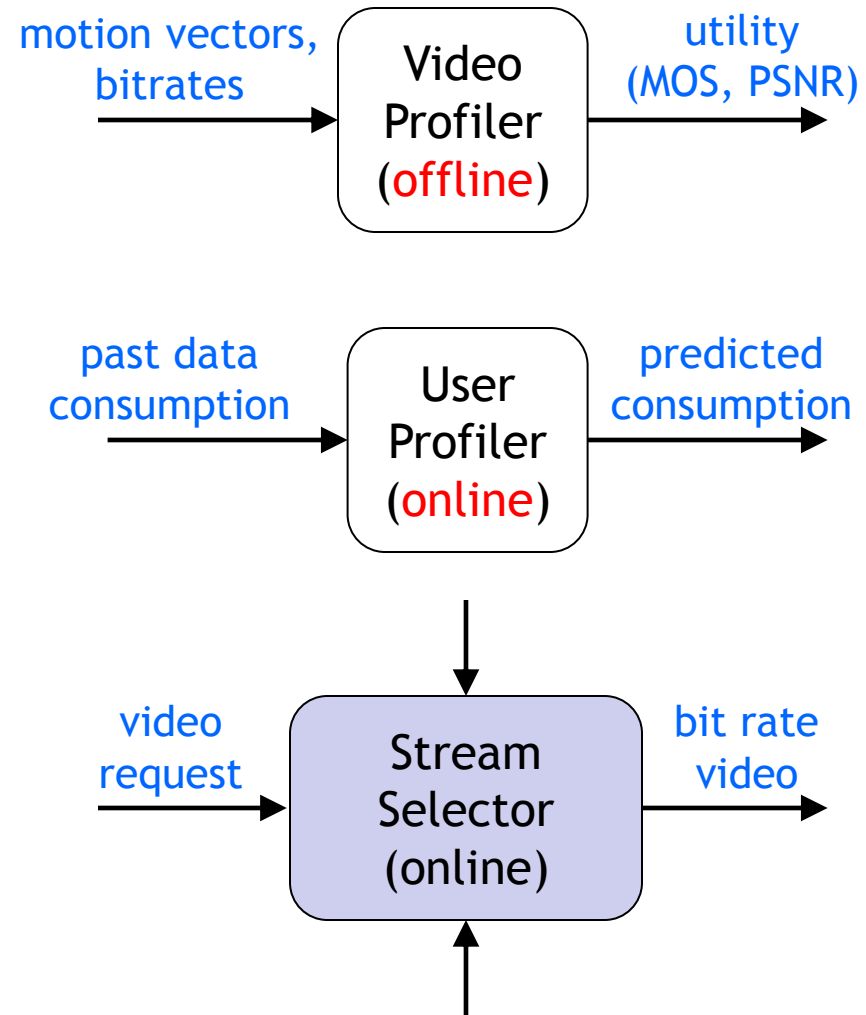 motion vectors,
bitrates
Video
Profiler
(offline)
utility
(MOS, PSNR)
past data
consumption
User
Profiler
(online)
predicted
consumption
video
request
Stream
Selector
(online)
bit rate
video